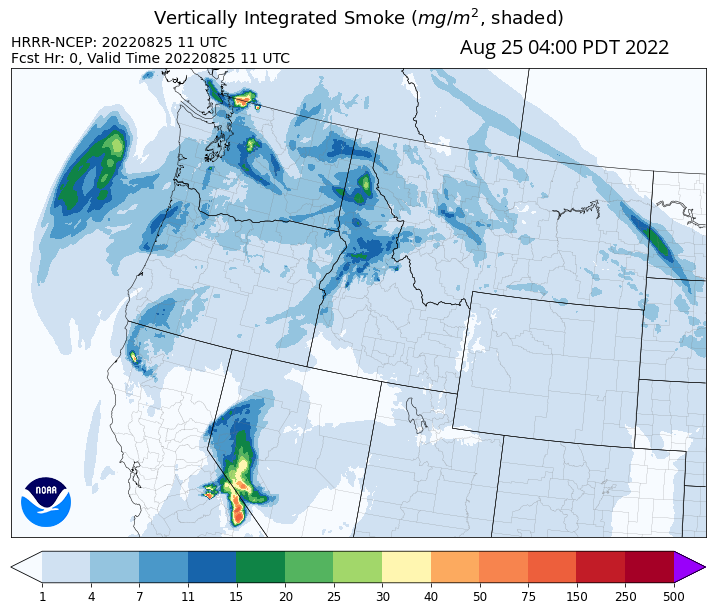 Vertically Integrated Smoke (mg/m², shaded)
HRRR-NCEP: 20220825 11 UTC
Aug 25 04:00 PDT 2022
Fcst Hr: 0, Valid Time 20220825 11 UTC
NOAA
1 4 7 11 15 20 25 30 40 50 75 150 250 500